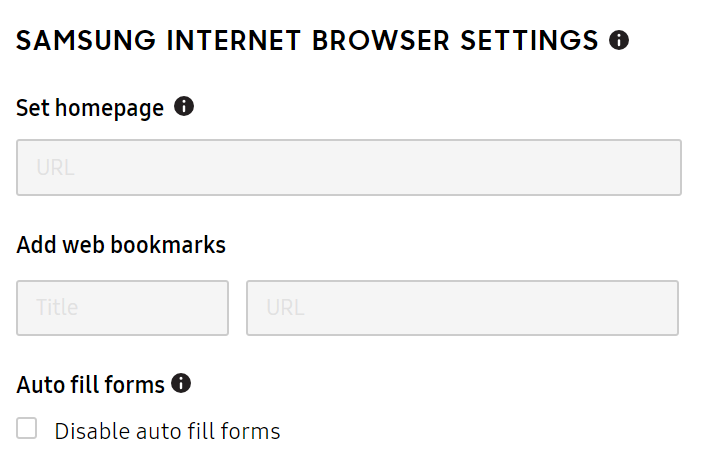 SAMSUNG INTERNET BROWSER SETTINGS
Set homepage
URL
Add web bookmarks
Title URL
Auto fill forms
Disable auto fill forms